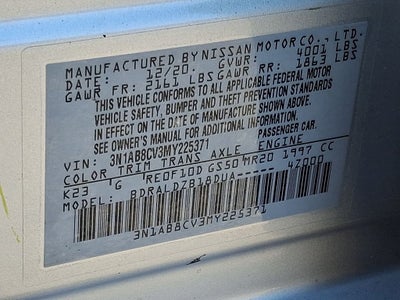 MANUFACTURED BY NISSAN MOTOR CO., LTD.
DATE: 12/20 GVWR: 4001 LBS
GAWR FR: 2161 LBS GAWR RR: 1863 LBS
THIS VEHICLE CONFORMS TO ALL APPLICABLE FEDERAL MOTOR
VEHICLE SAFETY, BUMPER AND THEFT PREVENTION STANDARDS
IN EFFECT ON THE DATE OF MANUFACTURE SHOWN ABOVE.
SEE OWNER'S MANUAL FOR ADDITIONAL INFORMATION
VIN: 3N1AB8CV3MY225371 PASSENGER CAR.
COLOR TRIM TRANS AXLE ENGINE
K23 G RE0F10D GS50 MR20 1997 CC
MODEL: BDRALDZB18DUA----- 4Z000
3N1AB8CV3MY225371